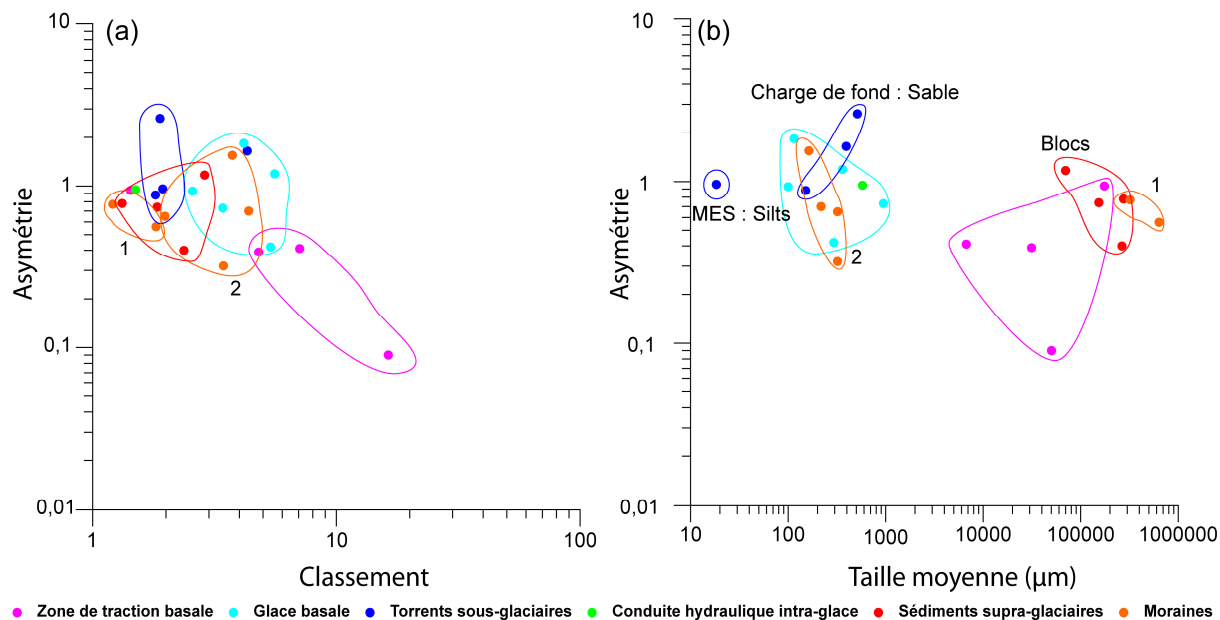 (a)
10
1
0,1
0,01
1
10
100
Asymétrie
Classement
1
2
(b)
10
1
0,1
0,01
10
100
1000
10000
100000
1000000
Asymétrie
Taille moyenne (µm)
Charge de fond : Sable
Blocs
MES : Silts
1
2
Zone de traction basale
Glace basale
Torrents sous-glaciaires
Conduite hydraulique intra-glace
Sédiments supra-glaciaires
Moraines